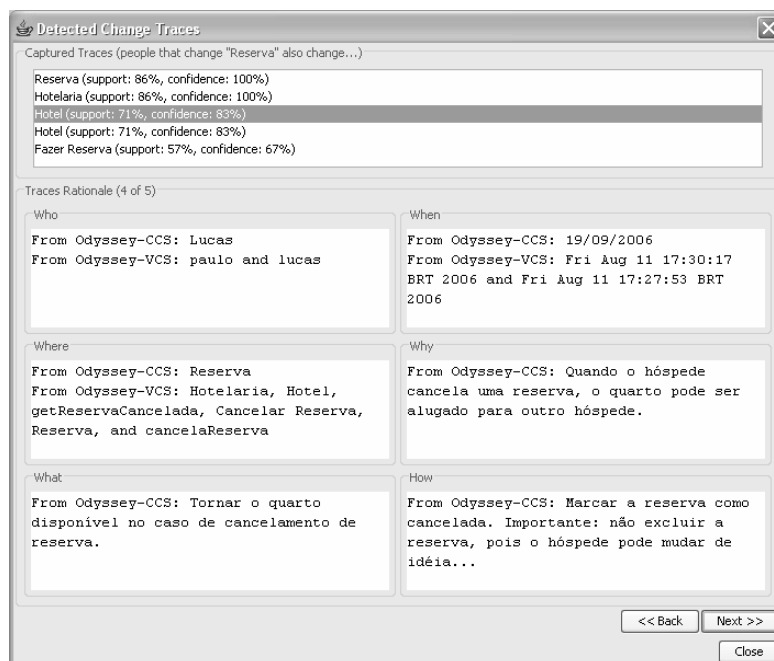 Detected Change Traces
Captured Traces (people that change "Reserva" also change...)
Reserva (support: 86%, confidence: 100%)
Hotelaria (support: 86%, confidence: 100%)
Hotel (support: 71%, confidence: 83%)
Hotel (support: 71%, confidence: 83%)
Fazer Reserva (support: 57%, confidence: 67%)
Traces Rationale (4 of 5)
Who
From Odyssey-CCS: Lucas
From Odyssey-VCS: paulo and lucas
When
From Odyssey-CCS: 19/09/2006
From Odyssey-VCS: Fri Aug 11 17:30:17
BRT 2006 and Fri Aug 11 17:27:53 BRT
2006
Where
From Odyssey-CCS: Reserva
From Odyssey-VCS: Hotelaria, Hotel,
getReservaCancelada, Cancelar Reserva,
Reserva, and cancelaReserva
Why
From Odyssey-CCS: Quando o hóspede
cancela uma reserva, o quarto pode ser
alugado para outro hóspede.
What
From Odyssey-CCS: Tornar o quarto
disponível no caso de cancelamento de
reserva.
How
From Odyssey-CCS: Marcar a reserva como
cancelada. Importante: não excluir a
reserva, pois o hóspede pode mudar de
idéia...
<< Back
Next >>
Close